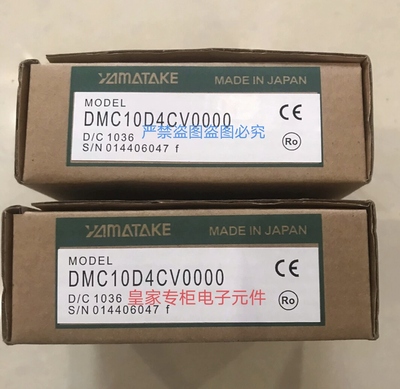 YAMATAKE
MADE IN JAPAN
MODEL
DMC10D4CV0000
严禁盗图盗图必究
D/C 1036
S/N 014406047 f
CE
Ro
YAMATAKE
MADE IN JAPAN
MODEL
DMC10D4CV0000
D/C 1036
皇家专柜电子元件
S/N 014406047 f
CE
Ro